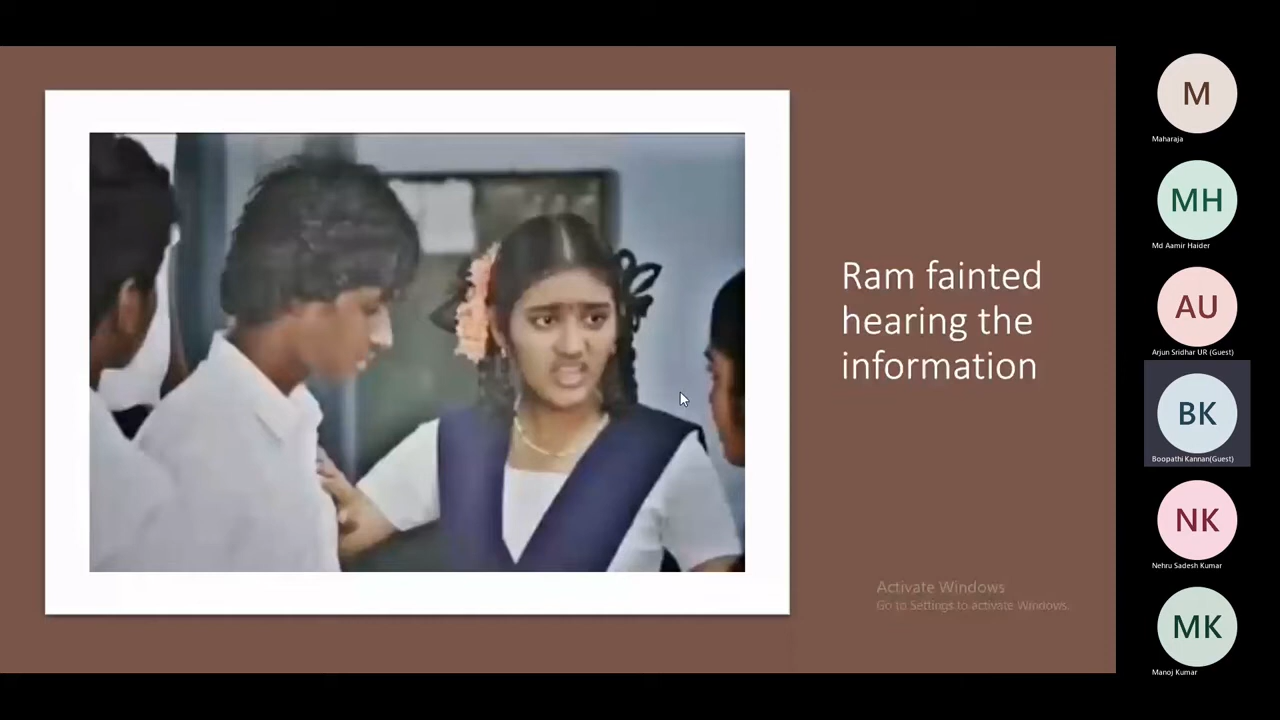 Ram fainted
hearing the
information
Activate Windows
Go to Settings to activate Windows.
M
Maharaja
MH
Md Aamir Haider
AU
Arjun Sridhar UR (Guest)
BK
Boopathi Kannan(Guest)
NK
Nehru Sadesh Kumar
MK
Manoj Kumar